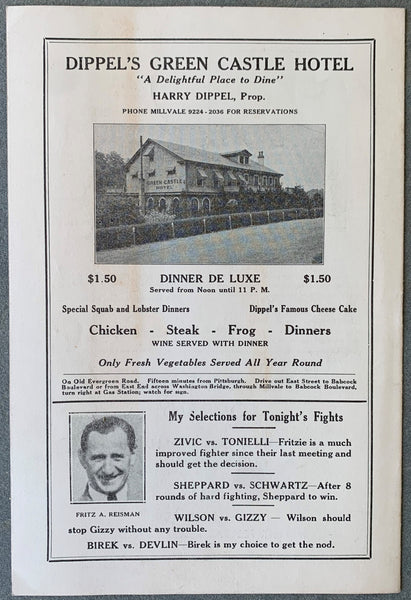 DIPPEL'S GREEN CASTLE HOTEL
"A Delightful Place to Dine"
HARRY DIPPEL, Prop.
PHONE MILLVALE 9224 - 2036 FOR RESERVATIONS
GREEN CASTLE
HOTEL
$1.50 DINNER DE LUXE $1.50
Served from Noon until 11 P. M.
Special Squab and Lobster Dinners Dippel's Famous Cheese Cake
Chicken - Steak - Frog - Dinners
WINE SERVED WITH DINNER
Only Fresh Vegetables Served All Year Round
On Old Evergreen Road. Fifteen minutes from Pittsburgh. Drive out East Street to Babcock
Boulevard or from East End across Washington Bridge, through Millvale to Babcock Boulevard,
turn right at Gas Station; watch for sign.
My Selections for Tonight's Fights
ZIVIC vs. TONIELLI—Fritzie is a much
improved fighter since their last meeting and
should get the decision.
SHEPPARD vs. SCHWARTZ—After 8
rounds of hard fighting, Sheppard to win.
FRITZ A. REISMAN
WILSON vs. GIZZY — Wilson should
stop Gizzy without any trouble.
BIREK vs. DEVLIN—Birek is my choice to get the nod.